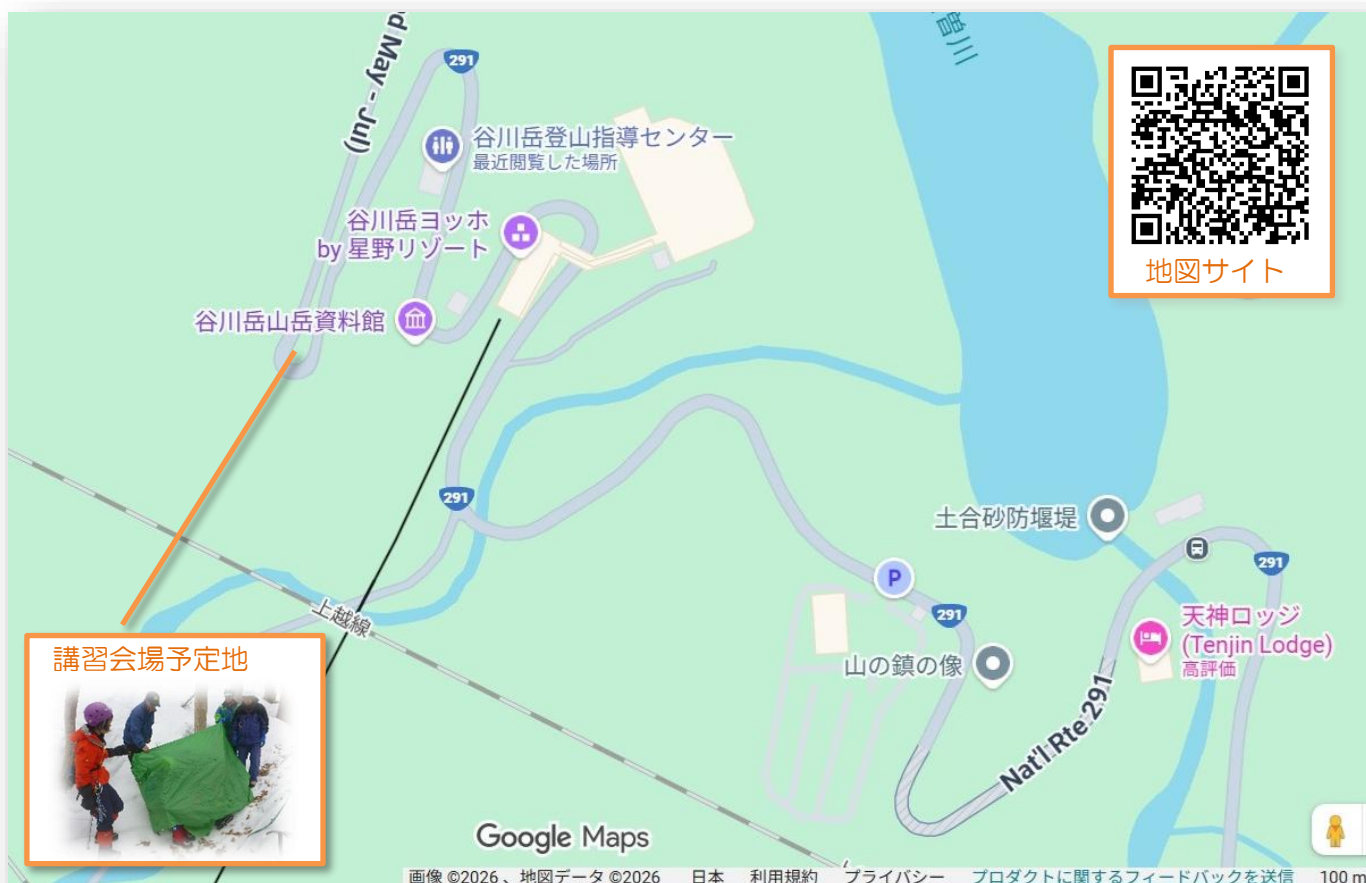 ed May - Jul)
291
曽川
谷川岳登山指導センター
最近閲覧した場所
谷川岳ヨッホ
by 星野リゾート
地図サイト
谷川岳山岳資料館
291
土合砂防堰堤
291
P
291
天神ロッジ
(Tenjin Lodge)
高評価
上越線
山の鎮の像
講習会場予定地
Nat'l Rte 291
Google Maps
画像 ©2026 、地図データ ©2026 日本 利用規約 プライバシー プロダクトに関するフィードバックを送信 100 m